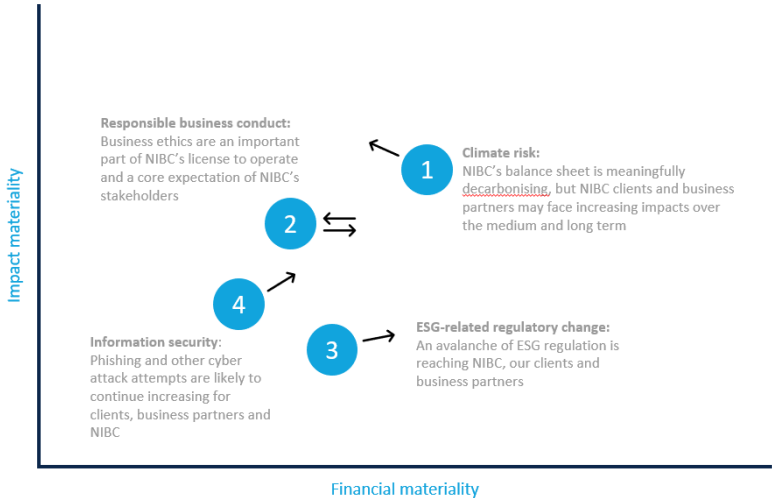 Impact materiality
Responsible business conduct:
Business ethics are an important
part of NIBC's license to operate
and a core expectation of NIBC's
stakeholders
1
Climate risk:
NIBC's balance sheet is meaningfully
decarbonising, but NIBC clients and business
partners may face increasing impacts over
the medium and long term
2
4
Information security:
Phishing and other cyber
attack attempts are likely to
continue increasing for
clients, business partners and
NIBC
3
ESG-related regulatory change:
An avalanche of ESG regulation is
reaching NIBC, our clients and
business partners
Financial materiality